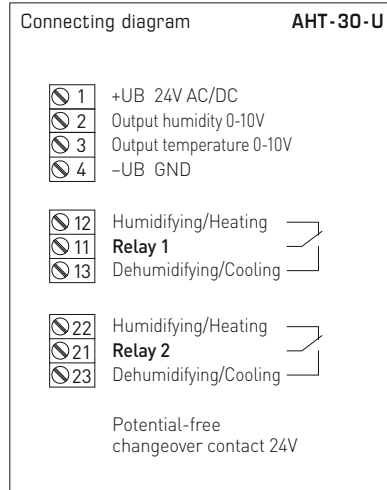 Connecting diagram AHT-30-U
1 +UB 24V AC/DC
2 Output humidity 0-10V
3 Output temperature 0-10V
4 –UB GND
12 Humidifying/Heating
11 Relay 1
13 Dehumidifying/Cooling
22 Humidifying/Heating
21 Relay 2
23 Dehumidifying/Cooling
Potential-free
changeover contact 24V